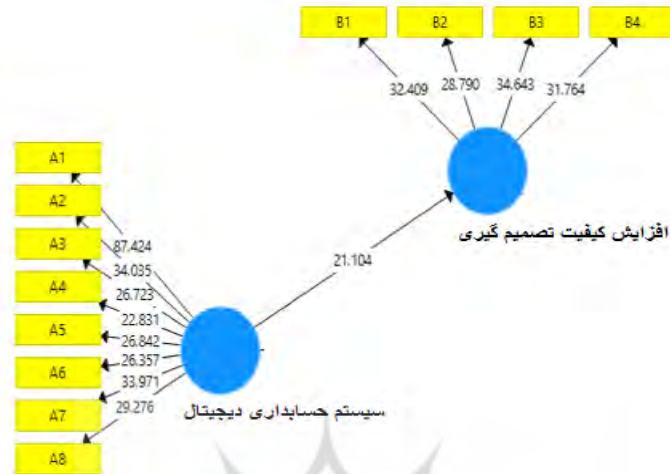 B1
B2
B3
B4
32.409
28.790
34.643
31.764
افزایش کیفیت تصمیم گیری
21.104
A1
A2
A3
A4
A5
A6
A7
A8
87.424
34.035
26.723
22.831
26.842
26.357
33.971
29.276
سیستم حسابداری دیجیتال